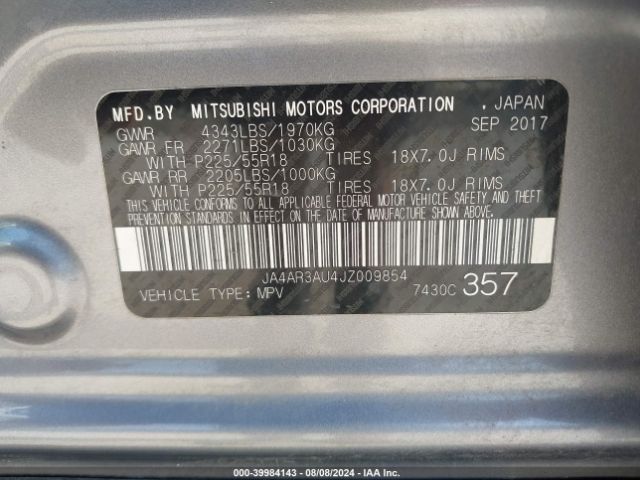 MFD.BY MITSUBISHI MOTORS CORPORATION , JAPAN
GVWR 4343LBS/1970KG SEP 2017
GAWR FR 2271LBS/1030KG
WITH P225/55R18 TIRES 18X7.0J RIMS
GAWR RR 2205LBS/1000KG
WITH P225/55R18 TIRES 18X7.0J RIMS
THIS VEHICLE CONFORMS TO ALL APPLICABLE FEDERAL MOTOR VEHICLE SAFETY AND THEFT
PREVENTION STANDARDS IN EFFECT ON THE DATE OF MANUFACTURE SHOWN ABOVE.
JA4AR3AU4JZ009854
VEHICLE TYPE: MPV 7430C 357
000-39984143 - 08/08/2024 - IAAI.CA